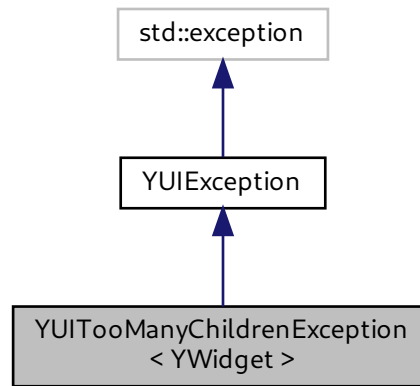 std::exception
YUIException
YUITooManyChildrenException
< YWidget >